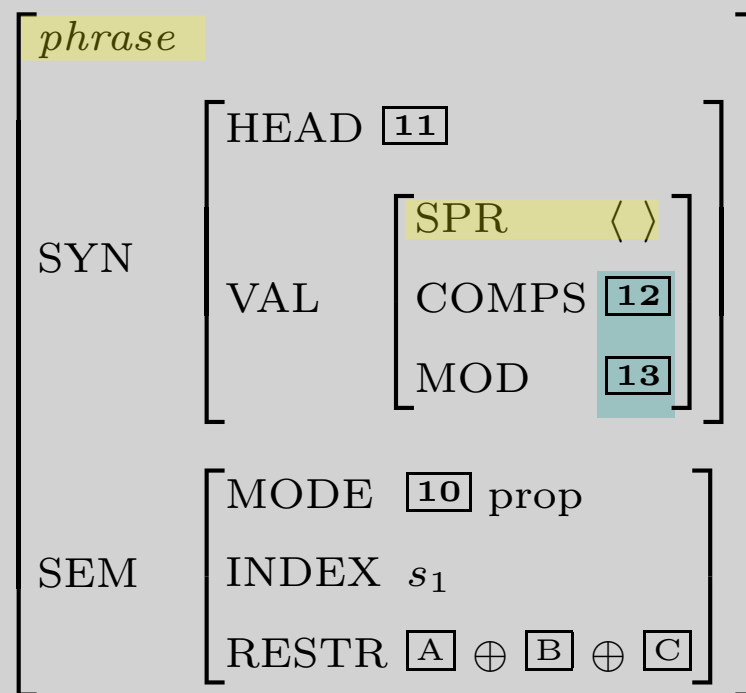 phrase
HEAD 11
SPR ⟨ ⟩
SYN
VAL
COMPS 12
MOD 13
MODE 10 prop
SEM
INDEX s₁
RESTR A ⊕ B ⊕ C